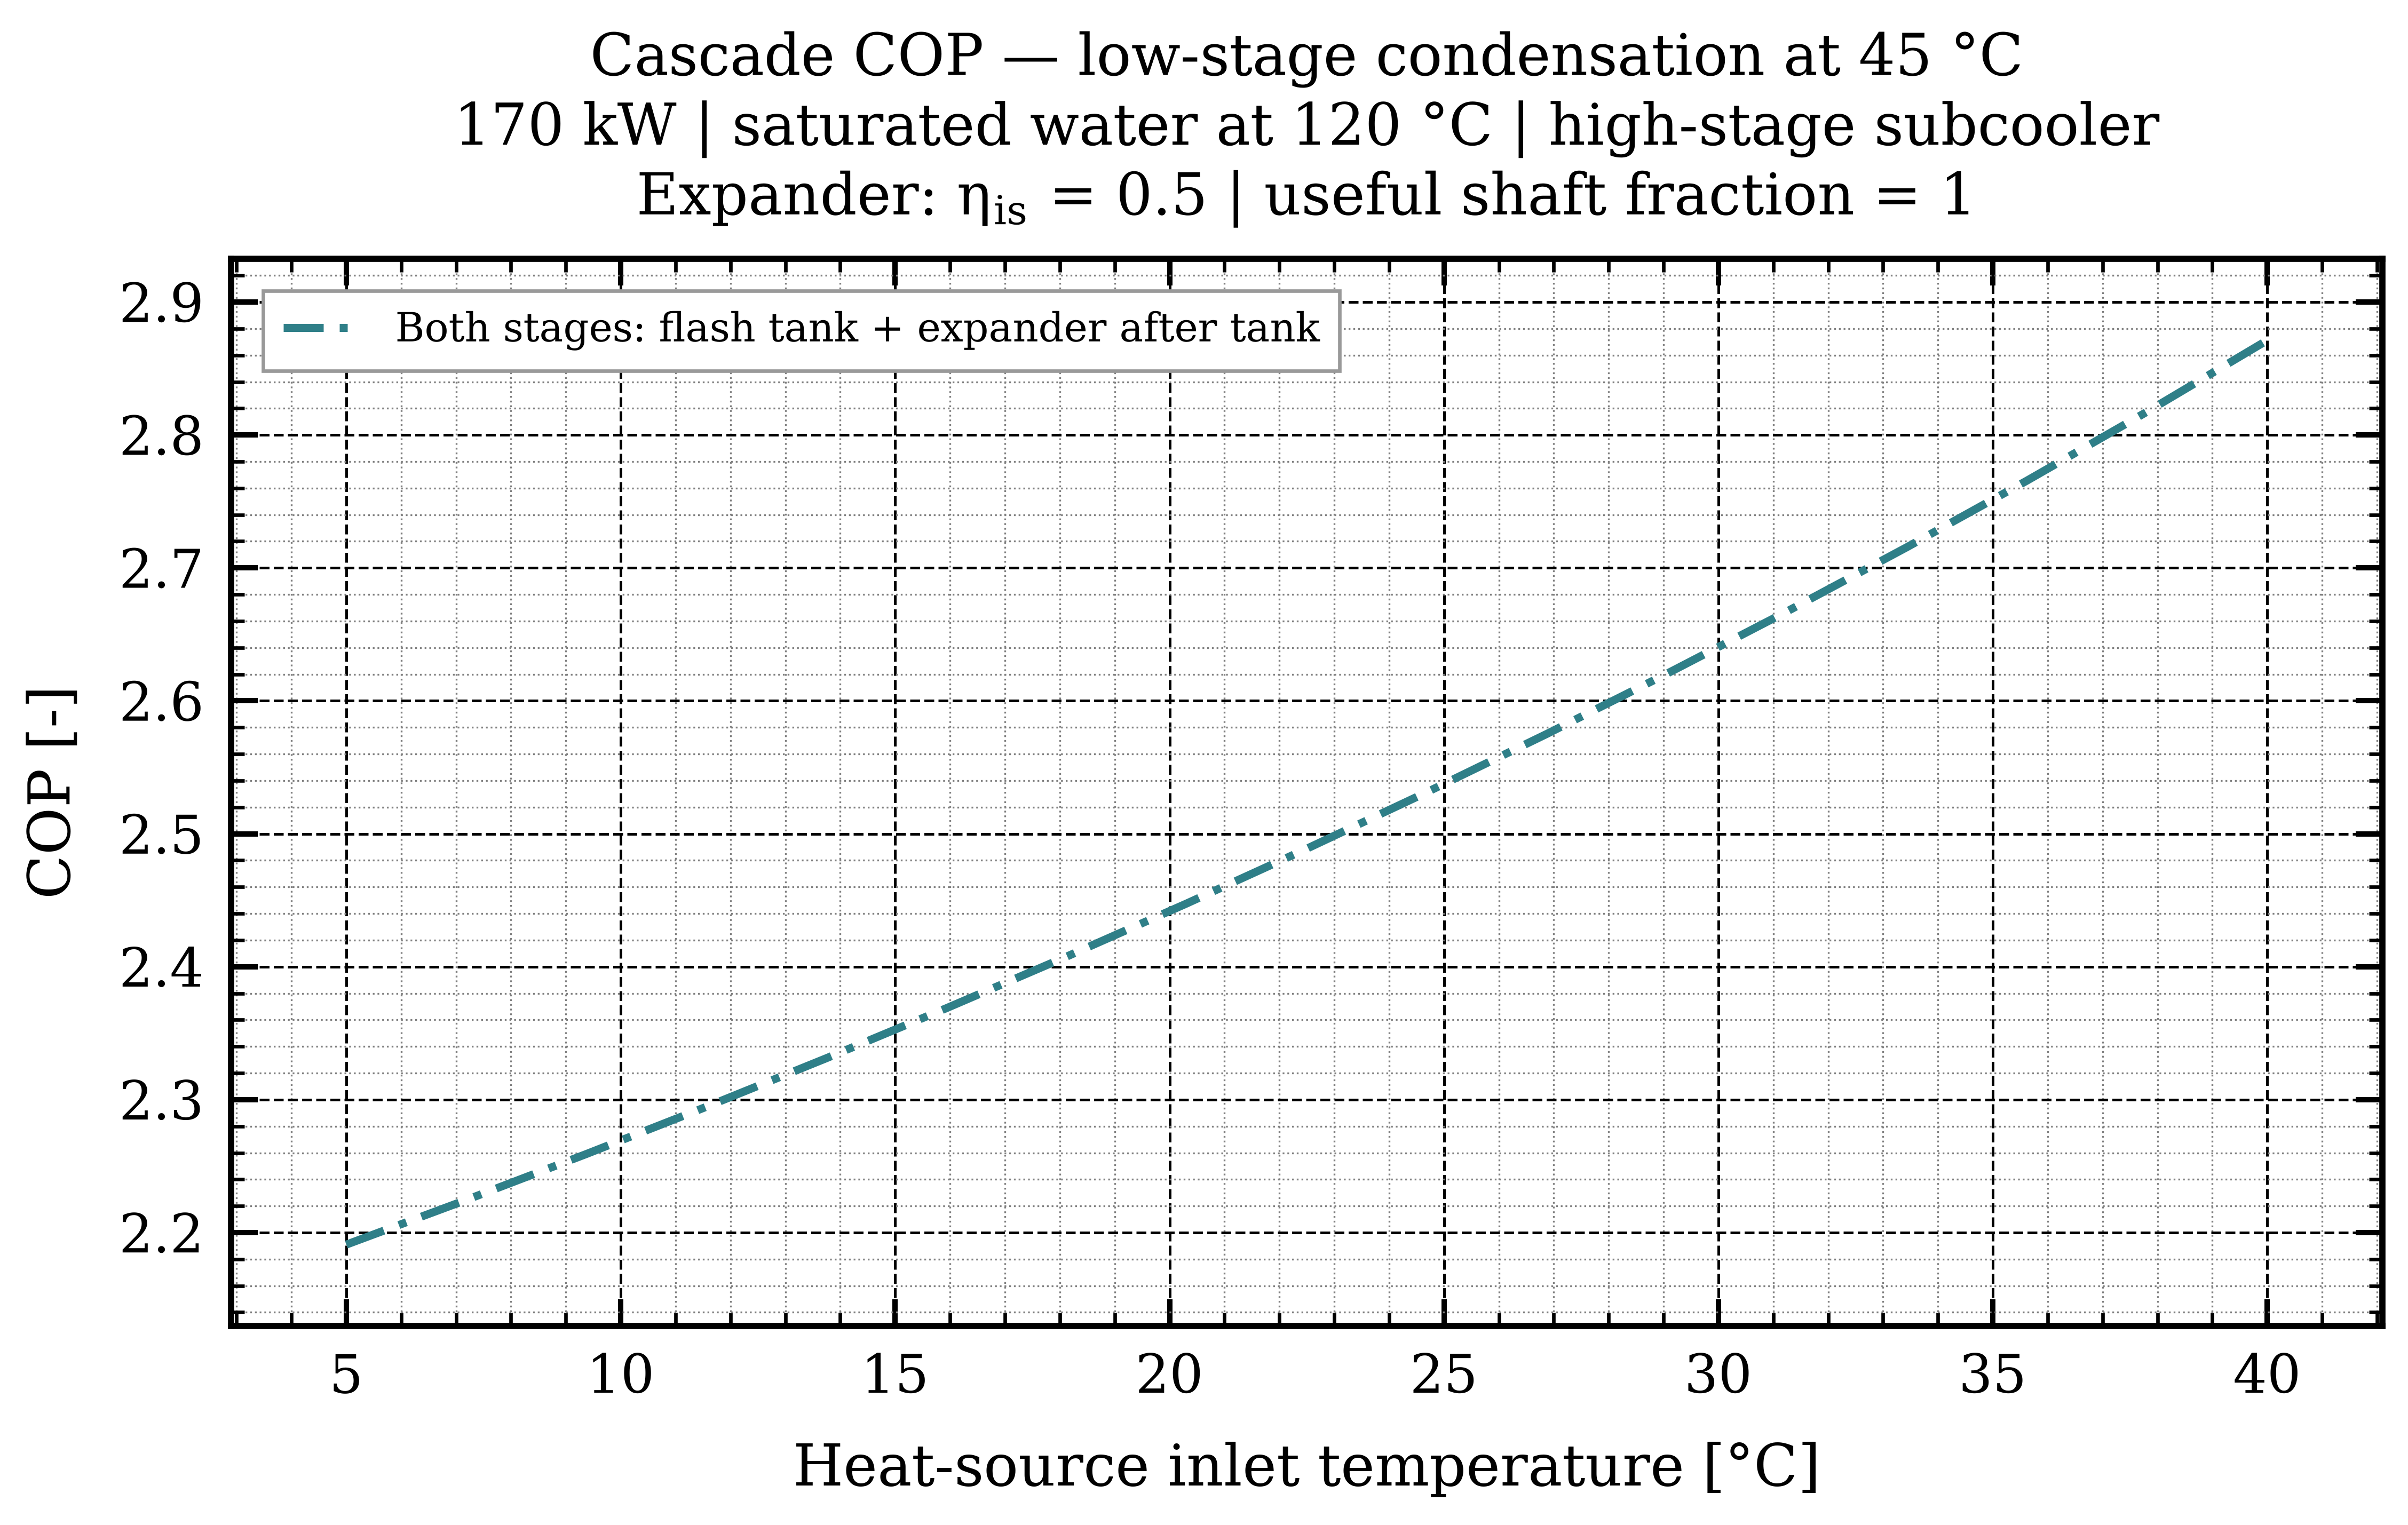 Cascade COP — low-stage condensation at 45 °C
170 kW | saturated water at 120 °C | high-stage subcooler
Expander: ηis = 0.5 | useful shaft fraction = 1
Both stages: flash tank + expander after tank
2.9
2.8
2.7
2.6
2.5
2.4
2.3
2.2
COP [-]
5 10 15 20 25 30 35 40
Heat-source inlet temperature [°C]